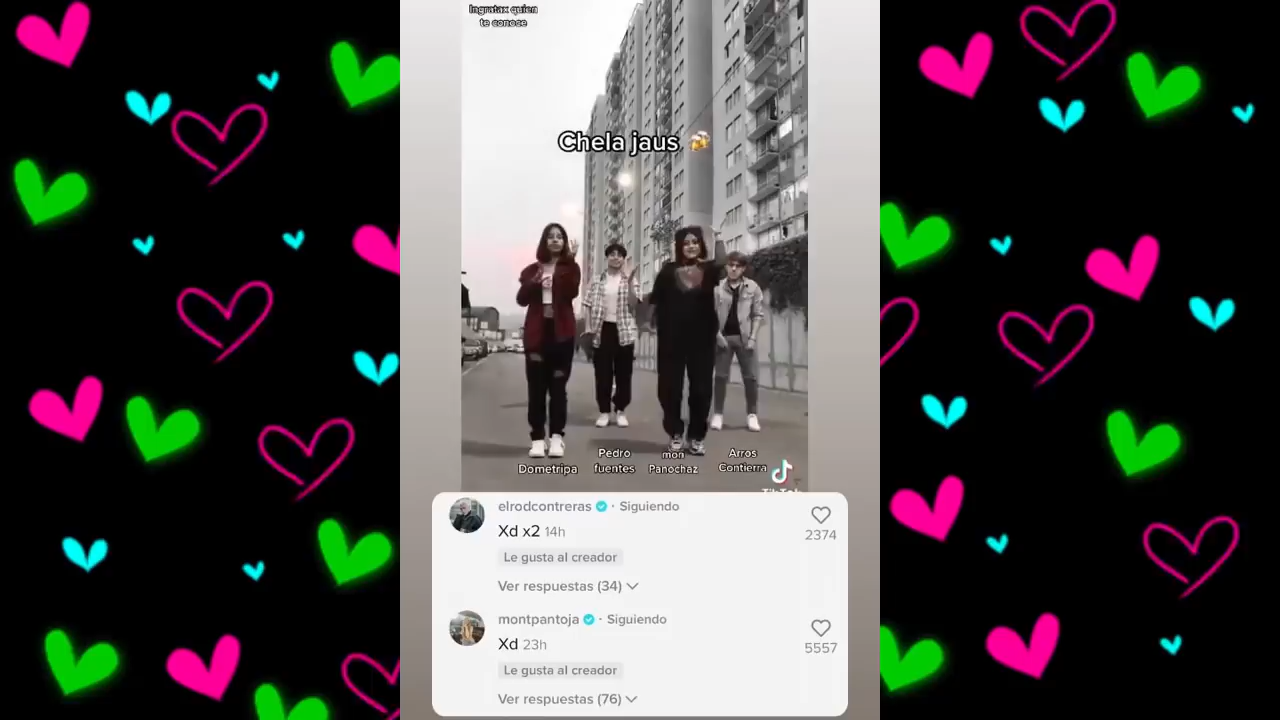 Ingratax quien
te conoce
Chela jaus
Dometripa
Pedro
fuentes
mon
Panochaz
Arros
Contierra
TikTok
elrodcontreras · Siguiendo
Xd x2 14h
2374
Le gusta al creador
Ver respuestas (34)
montpantoja · Siguiendo
Xd 23h
5557
Le gusta al creador
Ver respuestas (76)